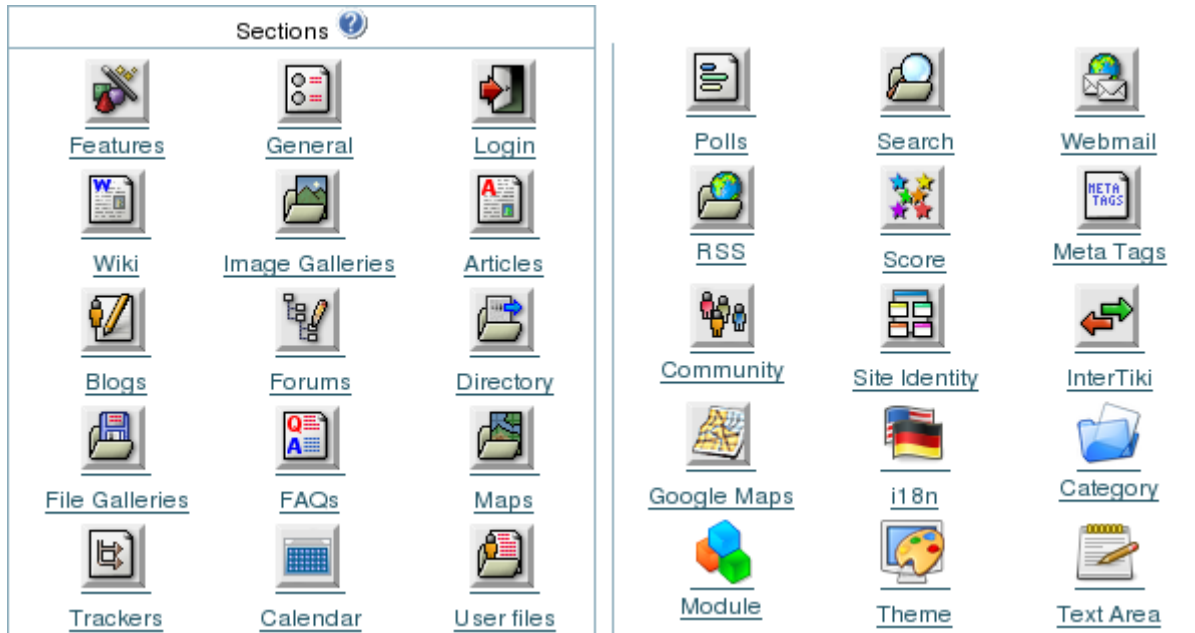 Sections
Features General Login
Wiki Image Galleries Articles
Blogs Forums Directory
File Galleries FAQs Maps
Trackers Calendar User files
Polls Search Webmail
META TAGS
RSS Score Meta Tags
Community Site Identity InterTiki
Google Maps i18n Category
Module Theme Text Area